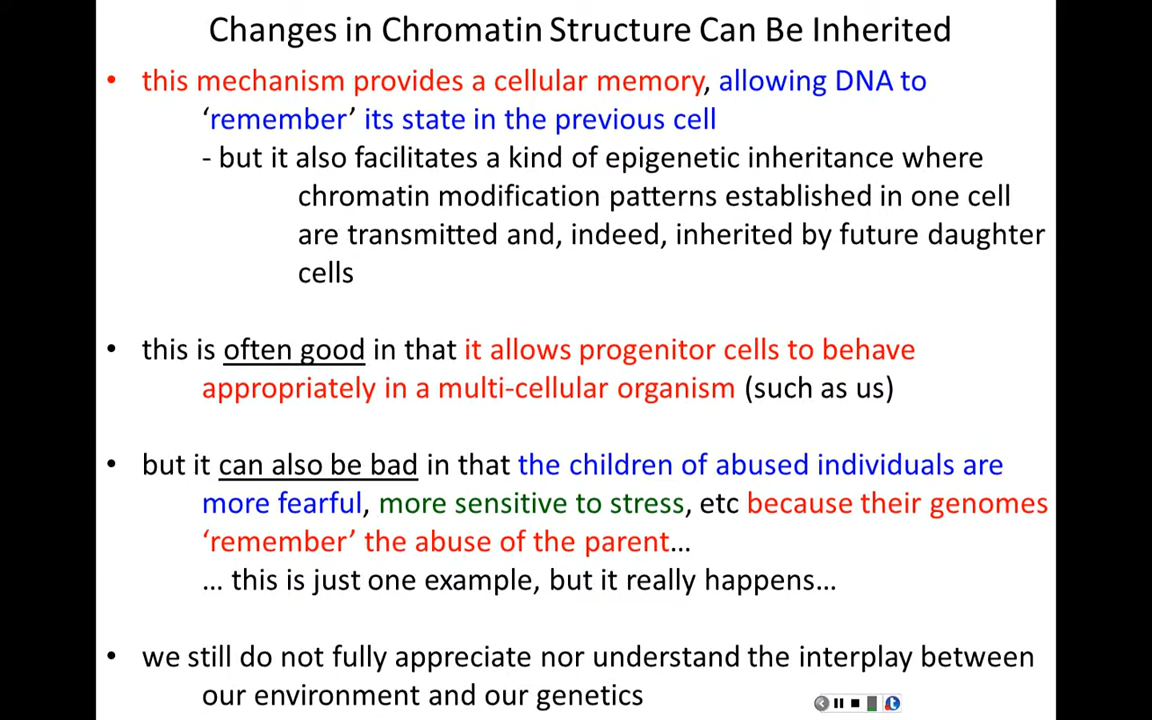 Changes in Chromatin Structure Can Be Inherited
• this mechanism provides a cellular memory, allowing DNA to
‘remember’ its state in the previous cell
- but it also facilitates a kind of epigenetic inheritance where
chromatin modification patterns established in one cell
are transmitted and, indeed, inherited by future daughter
cells
• this is often good in that it allows progenitor cells to behave
appropriately in a multi-cellular organism (such as us)
• but it can also be bad in that the children of abused individuals are
more fearful, more sensitive to stress, etc because their genomes
‘remember’ the abuse of the parent…
… this is just one example, but it really happens…
• we still do not fully appreciate nor understand the interplay between
our environment and our genetics